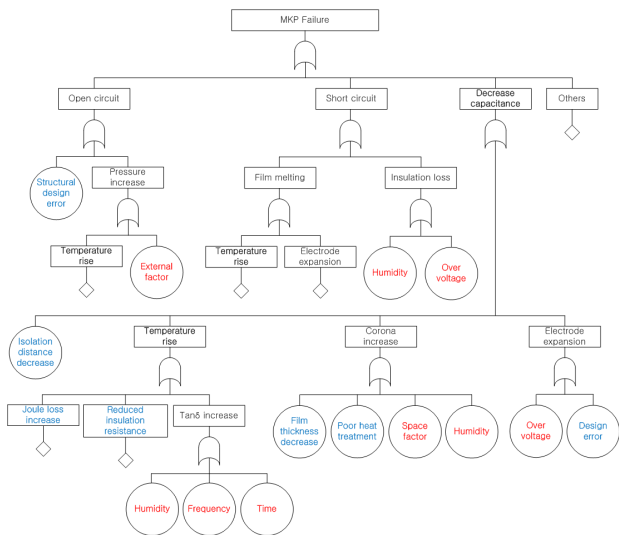 MKP Failure
Open circuit
Short circuit
Decrease
capacitance
Others
Structural
design
error
Pressure
increase
Film melting
Insulation loss
Temperature
rise
External
factor
Temperature
rise
Electrode
expansion
Humidity
Over
voltage
Isolation
distance
decrease
Temperature
rise
Corona
increase
Electrode
expansion
Joule loss
increase
Reduced
insulation
resistance
Tanδ increase
Film
thickness
decrease
Poor heat
treatment
Space
factor
Humidity
Over
voltage
Design
error
Humidity
Frequency
Time